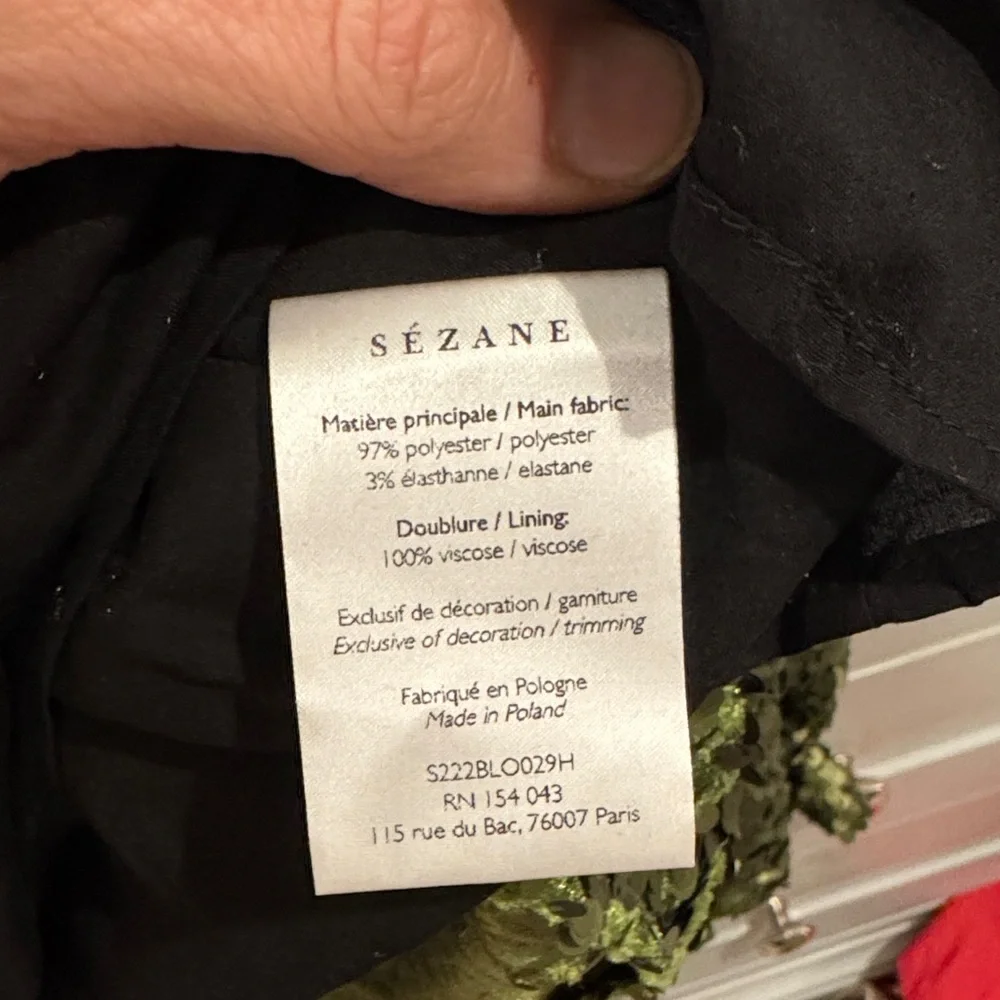 SÉZANE
Matière principale / Main fabric:
97% polyester / polyester
3% élasthanne / elastane
Doublure / Lining:
100% viscose / viscose
Exclusif de décoration / garniture
Exclusive of decoration / trimming
Fabriqué en Pologne
Made in Poland
S222BLO029H
RN 154 043
115 rue du Bac, 76007 Paris